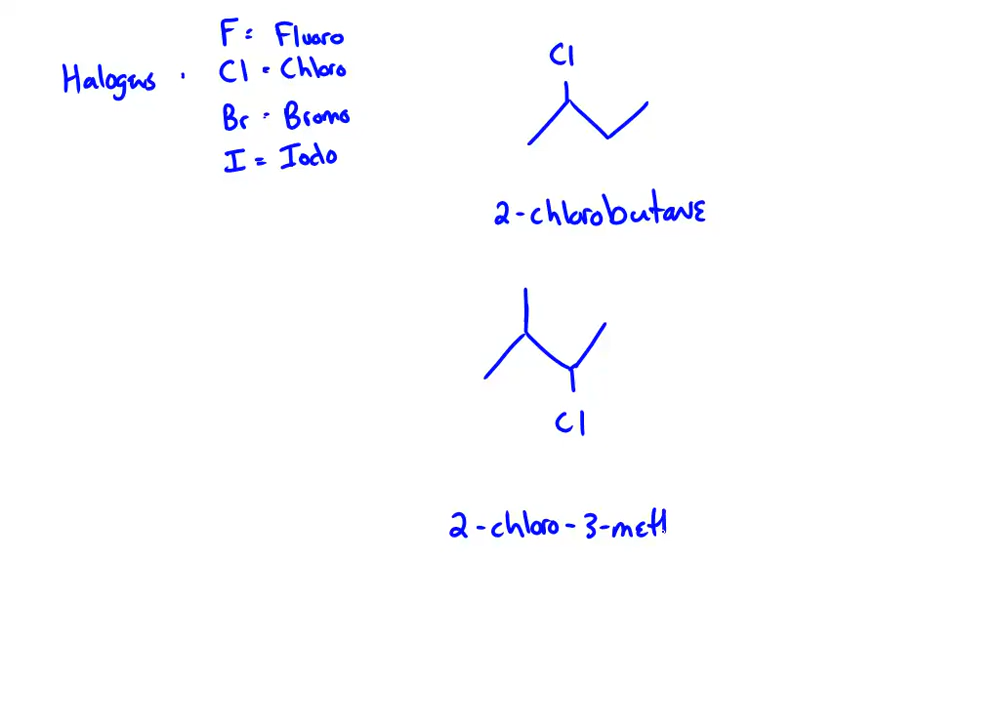 F = Fluoro
Halogens . Cl - Chloro
Br - Bromo
I = Iodo
Cl
2-chlorobutane
Cl
2-chloro-3-meth